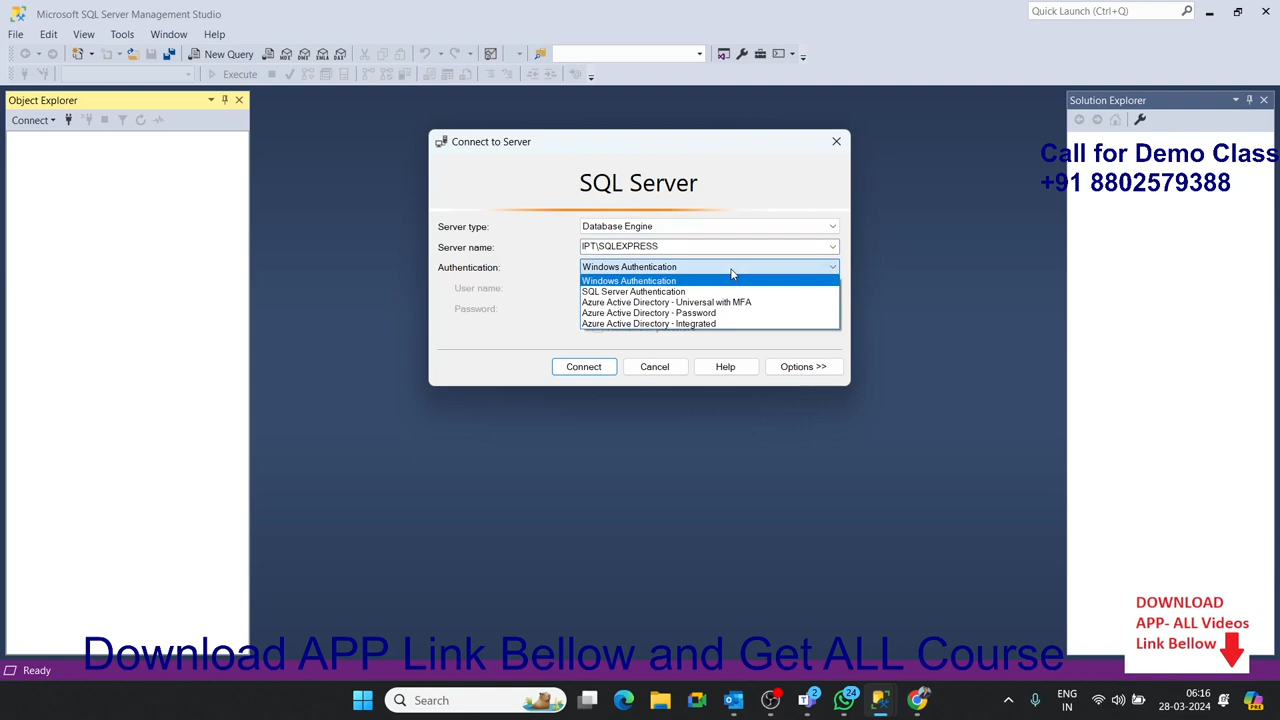 Microsoft SQL Server Management Studio
Quick Launch (Ctrl+Q)
File Edit View Tools Window Help
New Query
Execute
Object Explorer
Connect
Solution Explorer
Call for Demo Class
+91 8802579388
Connect to Server
SQL Server
Server type: Database Engine
Server name: IPT\SQLEXPRESS
Authentication: Windows Authentication
Windows Authentication
SQL Server Authentication
Azure Active Directory - Universal with MFA
Azure Active Directory - Password
Azure Active Directory - Integrated
User name:
Password:
Connect Cancel Help Options >>
DOWNLOAD
APP- ALL Videos
Link Bellow
Download APP Link Bellow and Get ALL Course
Ready
Search
2
24
ENG
IN
06:16
28-03-2024